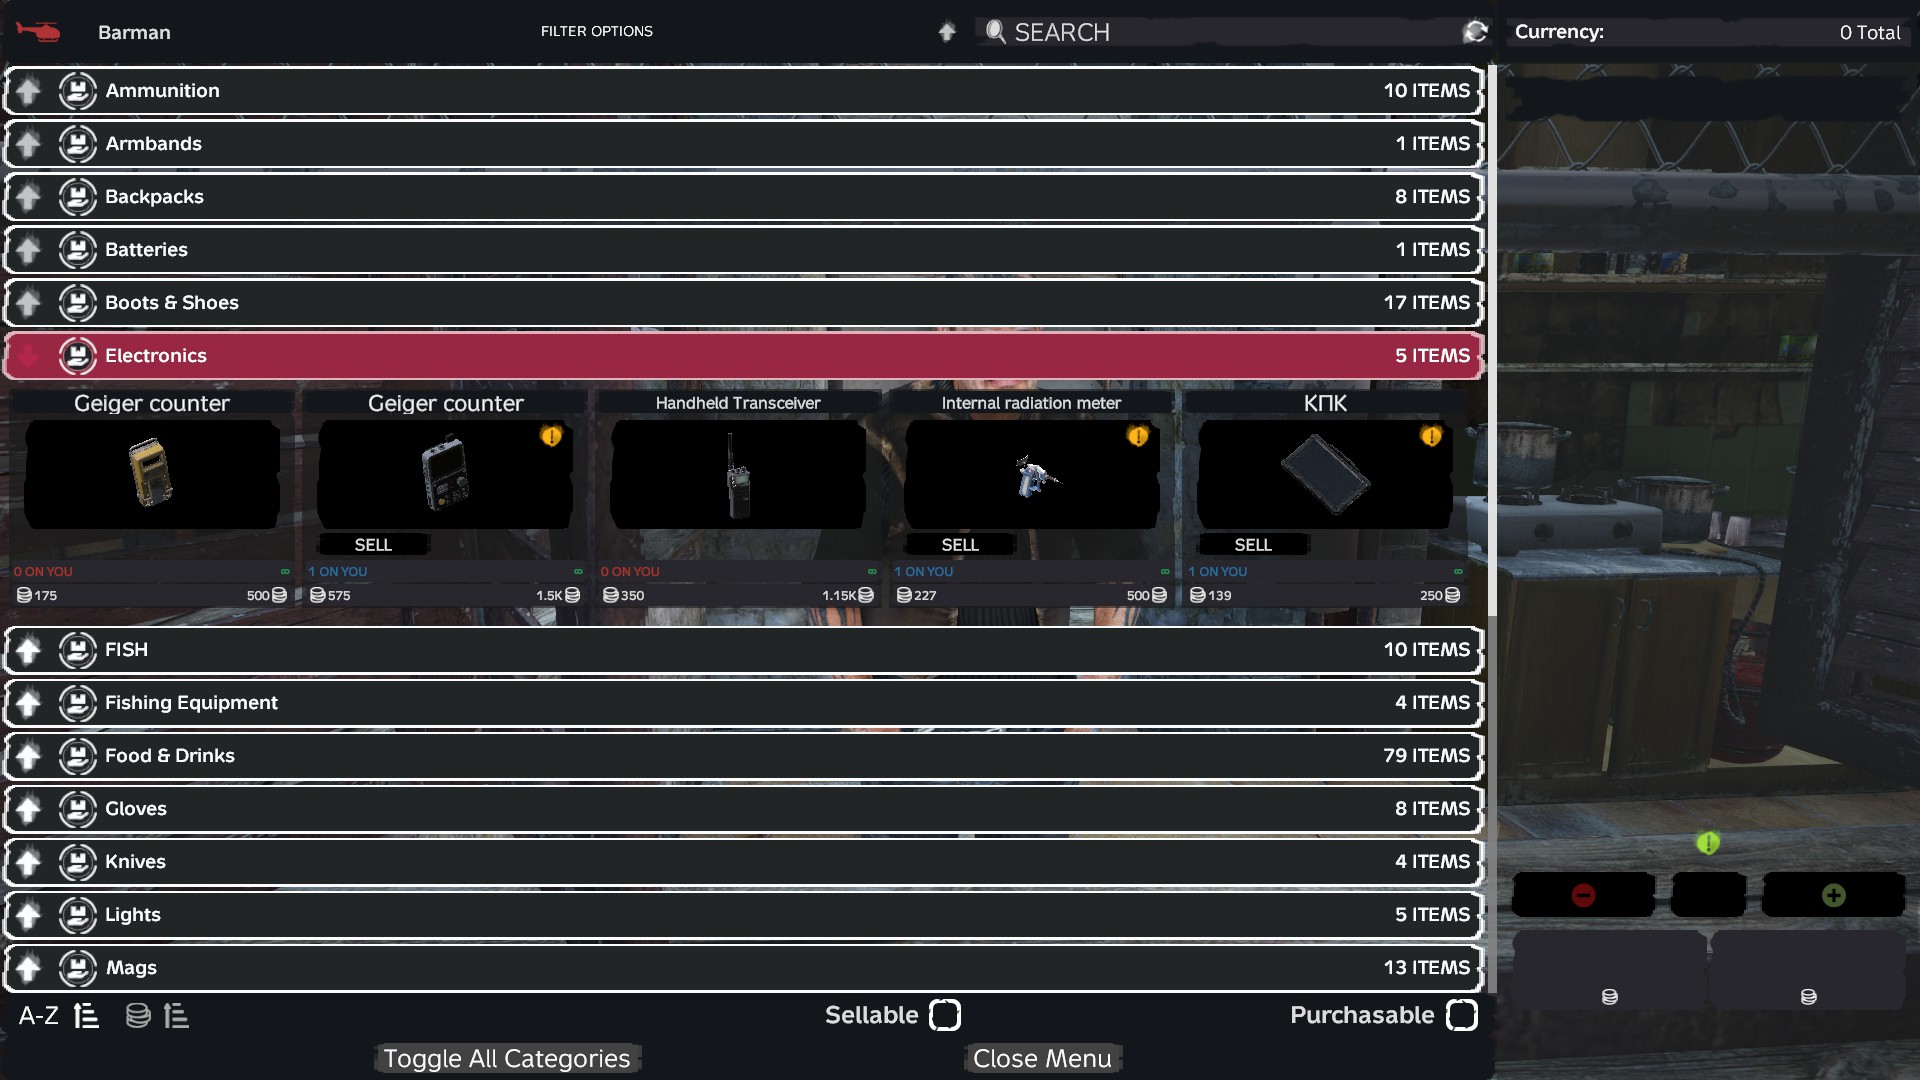 Barman
FILTER OPTIONS
SEARCH
Currency:
0 Total
Ammunition
10 ITEMS
Armbands
1 ITEMS
Backpacks
8 ITEMS
Batteries
1 ITEMS
Boots & Shoes
17 ITEMS
Electronics
5 ITEMS
Geiger counter
Geiger counter
Handheld Transceiver
Internal radiation meter
КПК
SELL
SELL
SELL
0 ON YOU ∞
1 ON YOU ∞
0 ON YOU ∞
1 ON YOU ∞
1 ON YOU ∞
175 500
575 1.5K
350 1.15K
227 500
139 250
FISH
10 ITEMS
Fishing Equipment
4 ITEMS
Food & Drinks
79 ITEMS
Gloves
8 ITEMS
Knives
4 ITEMS
Lights
5 ITEMS
Mags
13 ITEMS
A-Z
Sellable
Purchasable
Toggle All Categories
Close Menu